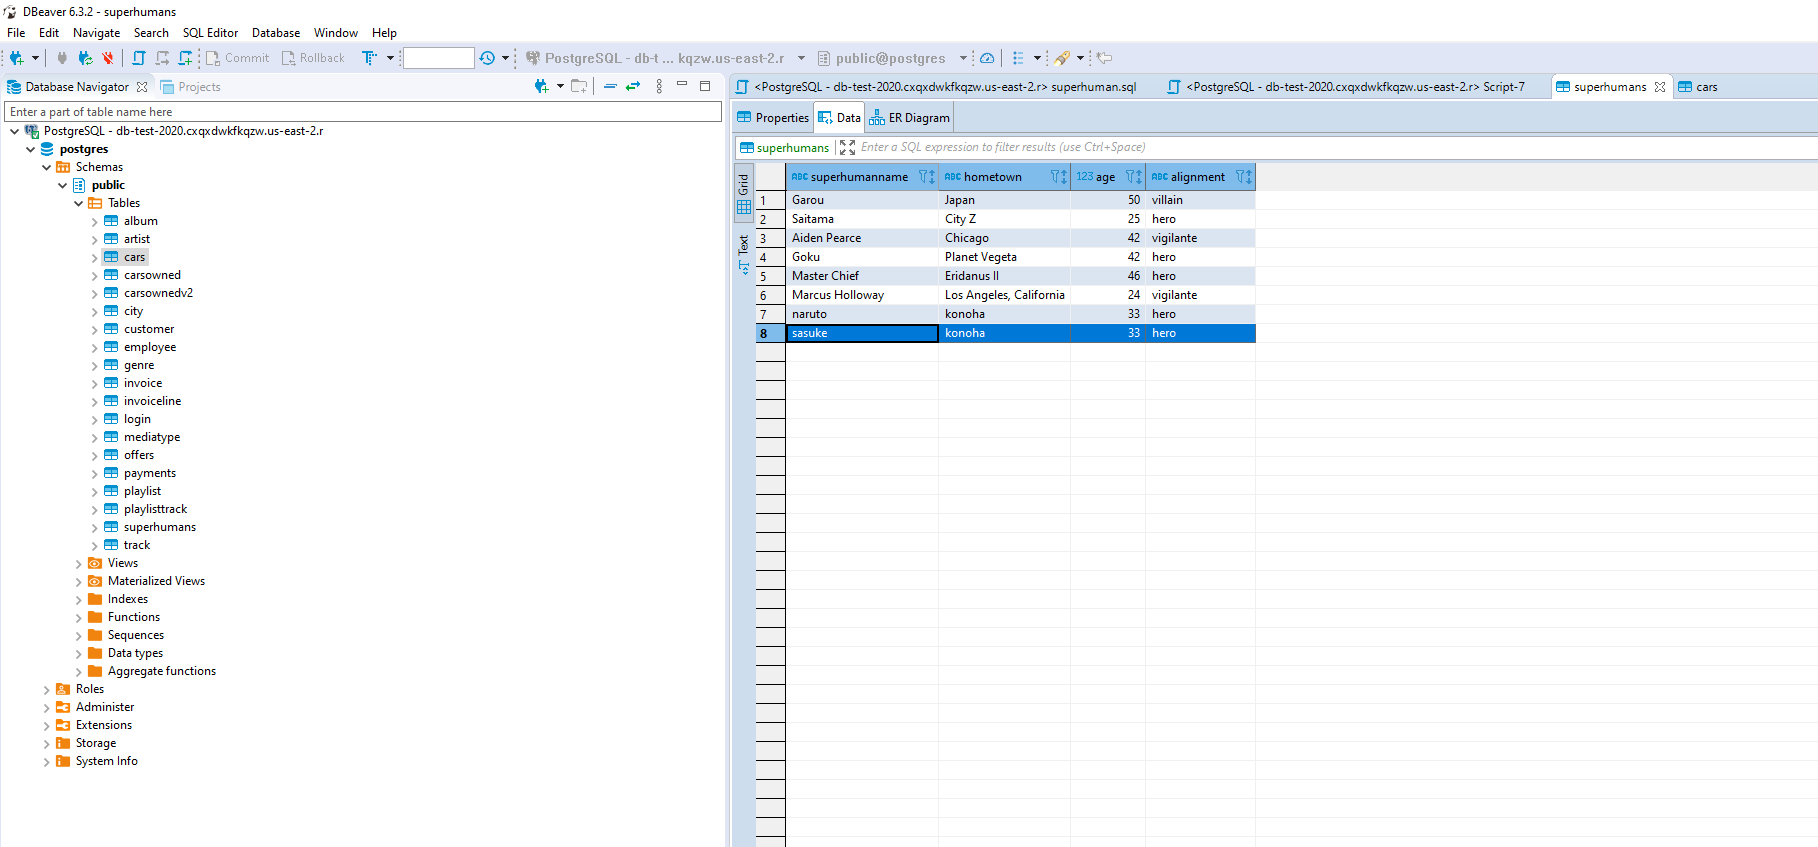 DBeaver 6.3.2 - superhumans
File Edit Navigate Search SQL Editor Database Window Help
Commit Rollback PostgreSQL - db-t ... kqzw.us-east-2.r public@postgres
Database Navigator Projects
Enter a part of table name here
PostgreSQL - db-test-2020.cxqxdwkfkqzw.us-east-2.r
postgres
Schemas
public
Tables
album
artist
cars
carsowned
carsownedv2
city
customer
employee
genre
invoice
invoiceline
login
mediatype
offers
payments
playlist
playlisttrack
superhumans
track
Views
Materialized Views
Indexes
Functions
Sequences
Data types
Aggregate functions
Roles
Administer
Extensions
Storage
System Info
<PostgreSQL - db-test-2020.cxqxdwkfkqzw.us-east-2.r> superhuman.sql <PostgreSQL - db-test-2020.cxqxdwkfkqzw.us-east-2.r> Script-7 superhumans cars
Properties Data ER Diagram
superhumans Enter a SQL expression to filter results (use Ctrl+Space)
Grid
Text
ABC superhumanname ABC hometown 123 age ABC alignment
1 Garou Japan 50 villain
2 Saitama City Z 25 hero
3 Aiden Pearce Chicago 42 vigilante
4 Goku Planet Vegeta 42 hero
5 Master Chief Eridanus II 46 hero
6 Marcus Holloway Los Angeles, California 24 vigilante
7 naruto konoha 33 hero
8 sasuke konoha 33 hero